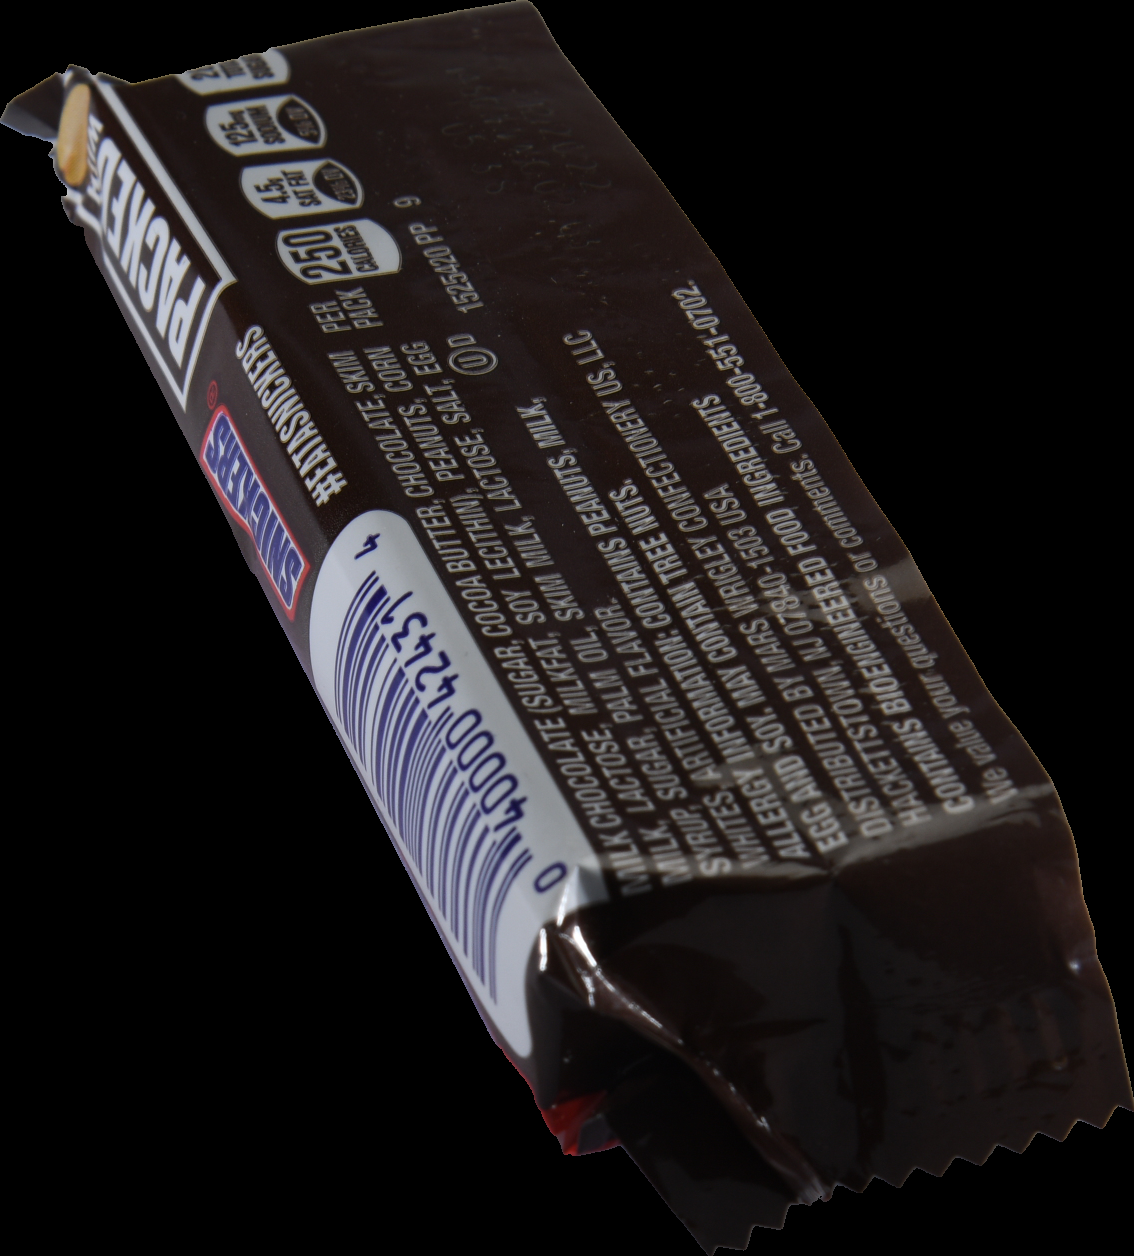 PACKED
WITH
SNICKERS®
#EATASNICKERS
PER
PACK
250
CALORIES
4.5g
SAT FAT
125mg
SODIUM
MILK CHOCOLATE (SUGAR, COCOA BUTTER, CHOCOLATE, SKIM
MILK, LACTOSE, MILKFAT, SOY LECITHIN), PEANUTS, CORN
SYRUP, SUGAR, PALM OIL, SKIM MILK, LACTOSE, SALT, EGG
WHITES, ARTIFICIAL FLAVOR. U D 1525420 PP 9
ALLERGY INFORMATION: CONTAINS PEANUTS, MILK,
EGG AND SOY. MAY CONTAIN TREE NUTS.
DISTRIBUTED BY MARS WRIGLEY CONFECTIONERY US, LLC
HACKETTSTOWN, NJ 07840-1503 USA
CONTAINS BIOENGINEERED FOOD INGREDIENTS
We value your questions or comments. Call 1-800-551-0702.
0 40000 42431 4